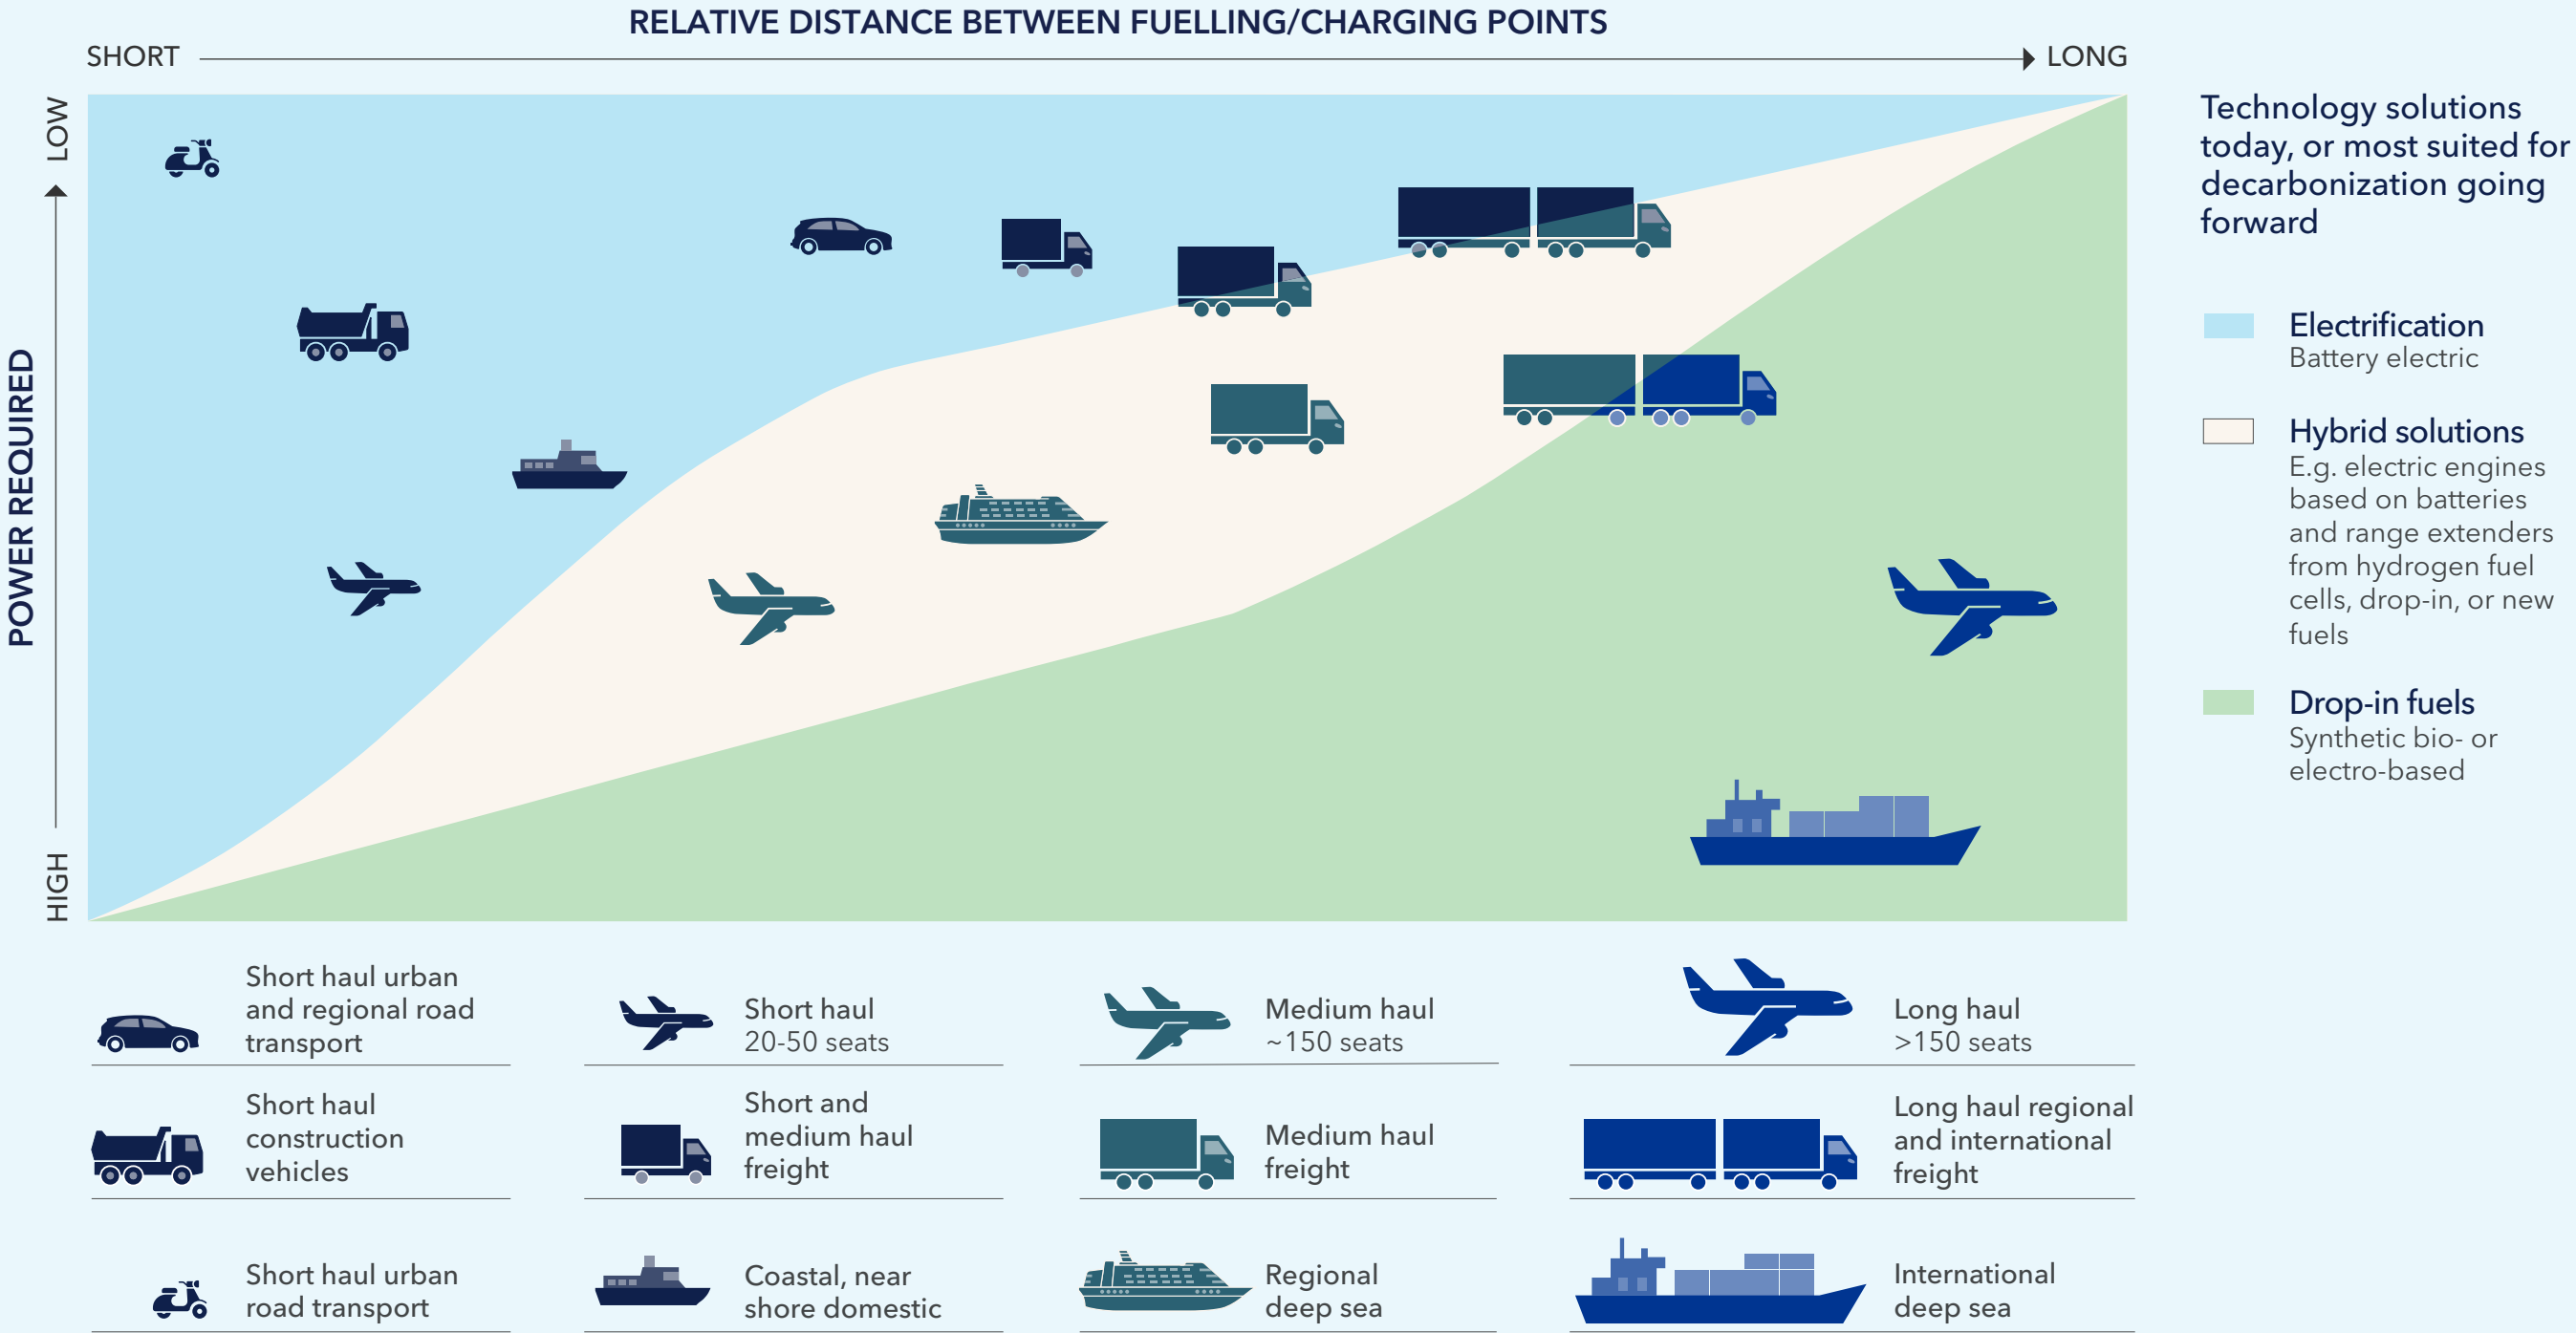 RELATIVE DISTANCE BETWEEN FUELLING/CHARGING POINTS
SHORT
LONG
LOW
POWER REQUIRED
HIGH
Technology solutions
today, or most suited for
decarbonization going
forward
Electrification
Battery electric
Hybrid solutions
E.g. electric engines
based on batteries
and range extenders
from hydrogen fuel
cells, drop-in, or new
fuels
Drop-in fuels
Synthetic bio- or
electro-based
Short haul urban
and regional road
transport
Short haul
20-50 seats
Medium haul
~150 seats
Long haul
>150 seats
Short haul
construction
vehicles
Short and
medium haul
freight
Medium haul
freight
Long haul regional
and international
freight
Short haul urban
road transport
Coastal, near
shore domestic
Regional
deep sea
International
deep sea